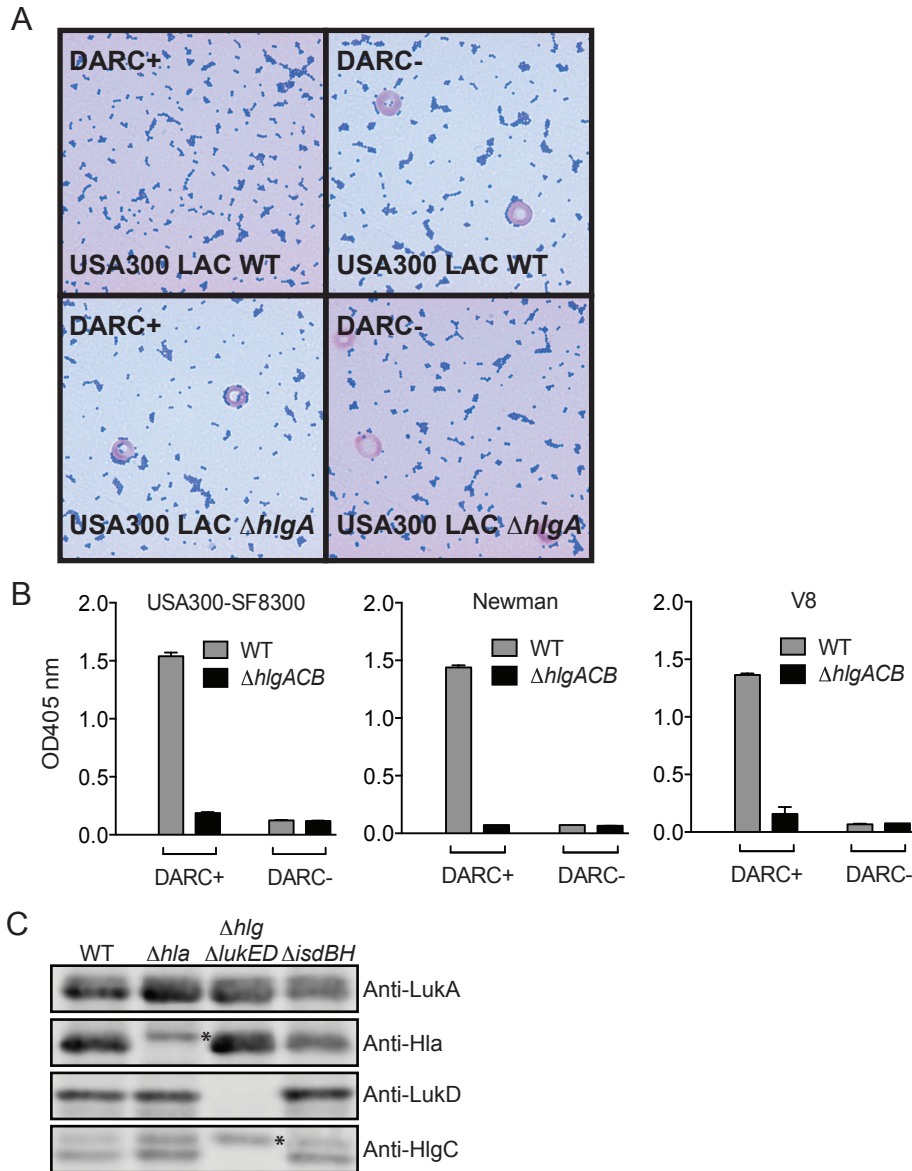 A
DARC+
DARC-
USA300 LAC WT
USA300 LAC WT
DARC+
DARC-
USA300 LAC ΔhlgA
USA300 LAC ΔhlgA
B
USA300-SF8300
Newman
V8
OD405 nm
2.0
1.5
1.0
0.5
0.0
WT
ΔhlgACB
DARC+
DARC-
2.0
1.5
1.0
0.5
0.0
WT
ΔhlgACB
DARC+
DARC-
2.0
1.5
1.0
0.5
0.0
WT
ΔhlgACB
DARC+
DARC-
C
WT
Δhla
Δhlg
ΔlukED
ΔisdBH
Anti-LukA
*
Anti-Hla
Anti-LukD
*
Anti-HlgC